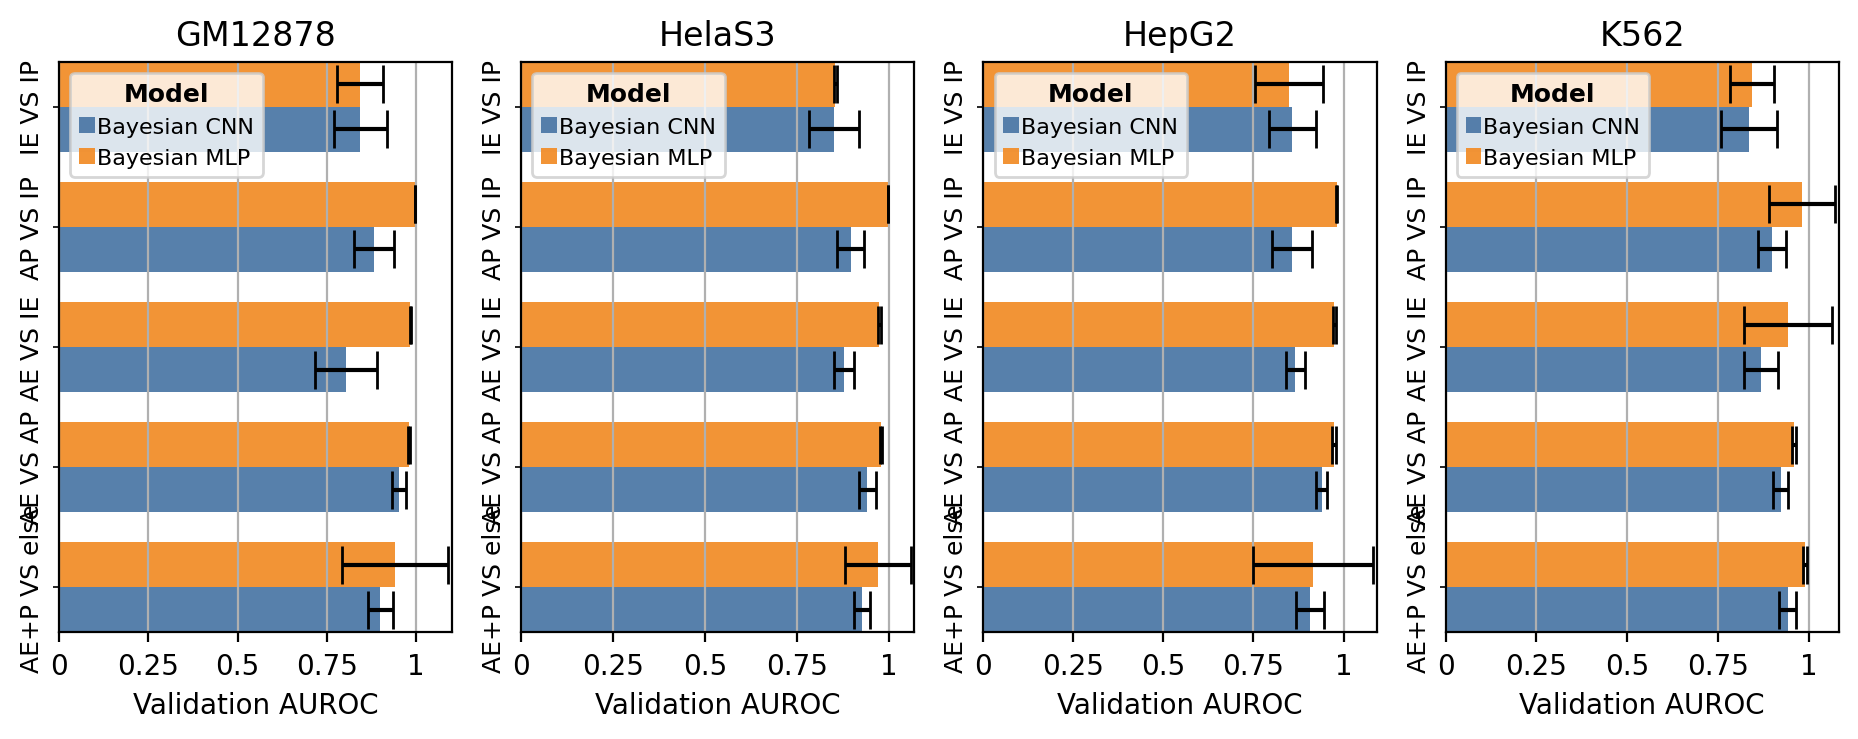 GM12878
IE VS IP
AP VS IP
AE VS IE
AE VS AP
AE+P VS else
Model
Bayesian CNN
Bayesian MLP
0 0.25 0.5 0.75 1
Validation AUROC
HelaS3
IE VS IP
AP VS IP
AE VS IE
AE VS AP
AE+P VS else
Model
Bayesian CNN
Bayesian MLP
0 0.25 0.5 0.75 1
Validation AUROC
HepG2
IE VS IP
AP VS IP
AE VS IE
AE VS AP
AE+P VS else
Model
Bayesian CNN
Bayesian MLP
0 0.25 0.5 0.75 1
Validation AUROC
K562
IE VS IP
AP VS IP
AE VS IE
AE VS AP
AE+P VS else
Model
Bayesian CNN
Bayesian MLP
0 0.25 0.5 0.75 1
Validation AUROC